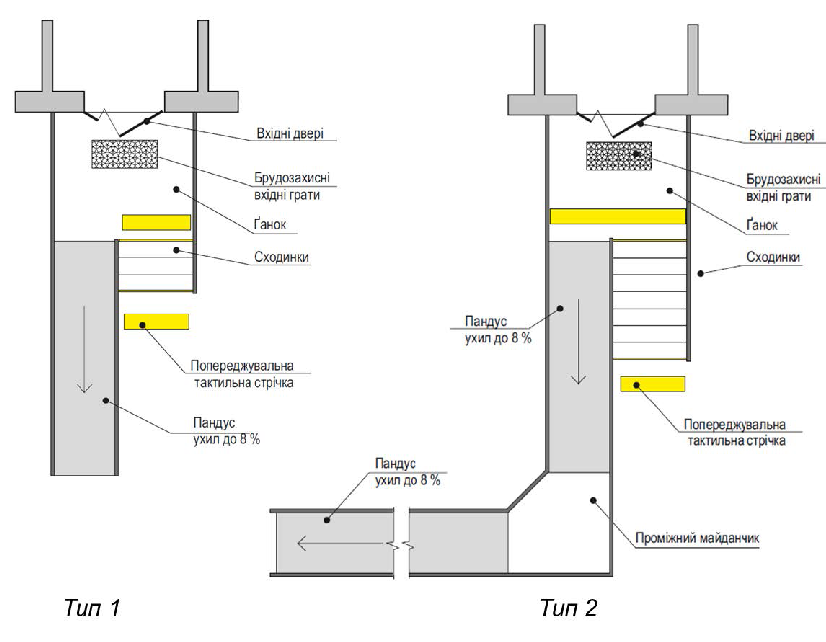 Вхідні двері
Брудозахисні
вхідні грати
Ґанок
Сходинки
Попереджувальна
тактильна стрічка
Пандус
ухил до 8 %
Тип 1
Вхідні двері
Брудозахисні
вхідні грати
Ґанок
Сходинки
Пандус
ухил до 8 %
Попереджувальна
тактильна стрічка
Пандус
ухил до 8 %
Проміжний майданчик
Тип 2